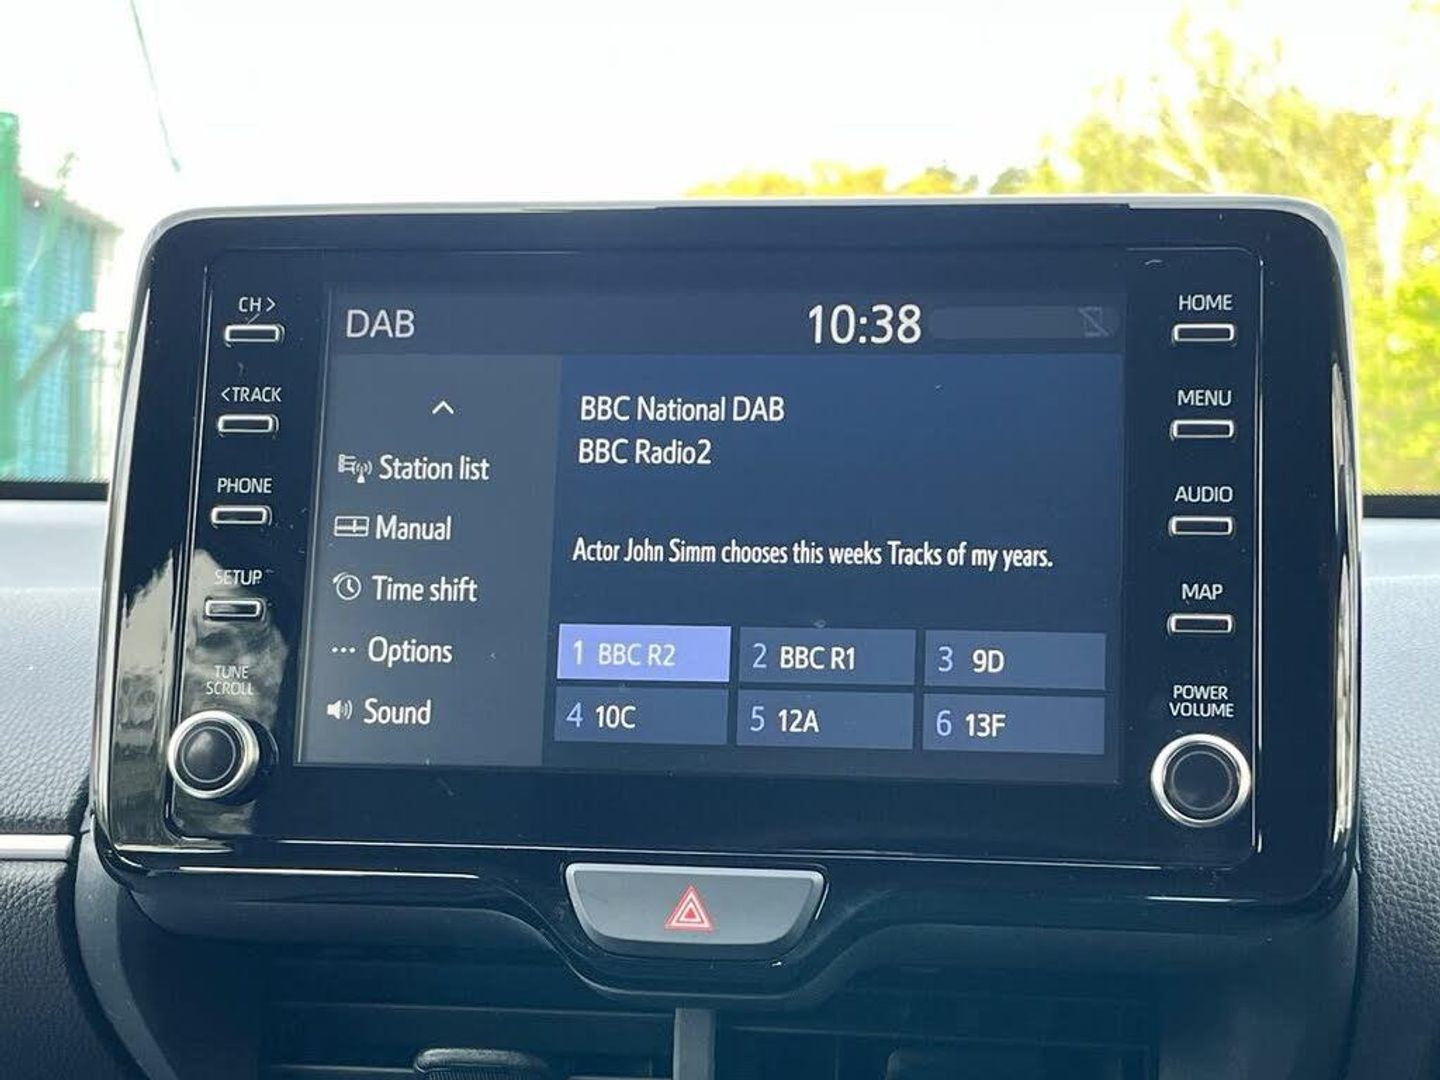 CH >
< TRACK
PHONE
SETUP
TUNE
SCROLL
DAB
10:38
Station list
Manual
Time shift
Options
Sound
BBC National DAB
BBC Radio2
Actor John Simm chooses this weeks Tracks of my years.
1 BBC R2
2 BBC R1
3 9D
4 10C
5 12A
6 13F
HOME
MENU
AUDIO
MAP
POWER
VOLUME